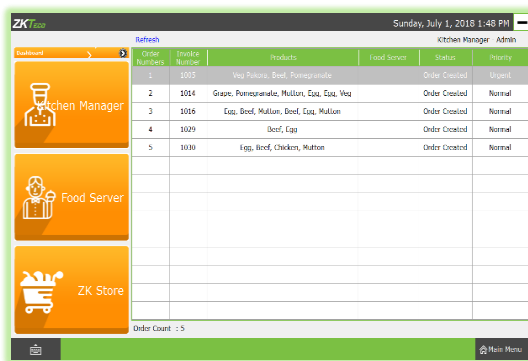 ZKTeco
Sunday, July 1, 2018 1:48 PM
Refresh
Kitchen Manager Admin
Dashboard
Order Numbers Invoice Number Products Food Server Status Priority
1 1005 Veg Pakora, Beef, Pomegranate Order Created Urgent
2 1014 Grape, Pomegranate, Mutton, Egg, Egg, Veg Order Created Normal
3 1016 Egg, Beef, Mutton, Beef, Egg, Mutton Order Created Normal
4 1029 Beef, Egg Order Created Normal
5 1030 Egg, Beef, Chicken, Mutton Order Created Normal
Kitchen Manager
Food Server
ZK Store
Order Count : 5
Main Menu